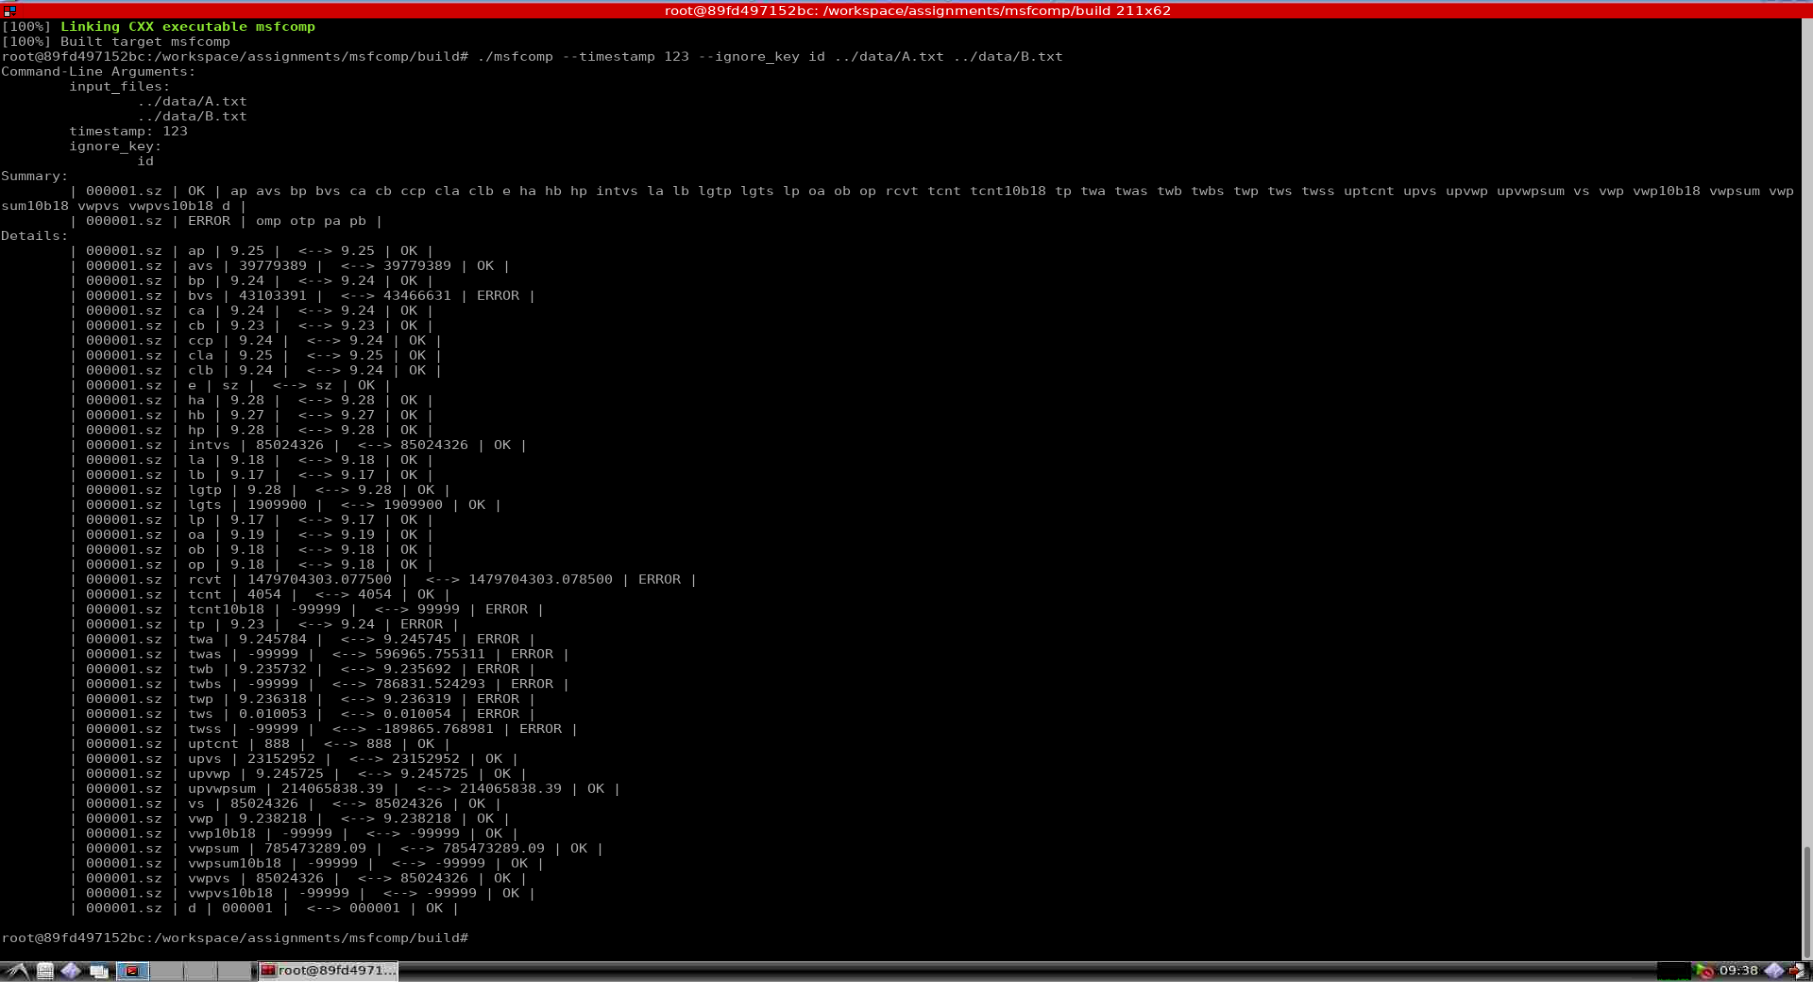 root@89fd497152bc: /workspace/assignments/msfcomp/build 211x62
[100%] Linking CXX executable msfcomp
[100%] Built target msfcomp
root@89fd497152bc:/workspace/assignments/msfcomp/build# ./msfcomp --timestamp 123 --ignore_key id ../data/A.txt ../data/B.txt
Command-Line Arguments:
input_files:
../data/A.txt
../data/B.txt
timestamp: 123
ignore_key:
id
Summary:
| 000001.sz | OK | ap avs bp bvs ca cb ccp cla clb e ha hb hp intvs la lb lgtp lgts lp oa ob op rcvt tcnt tcnt10b18 tp twa twas twb twbs twp tws twss uptcnt upvs upvwp upvwpsum vs vwp vwp10b18 vwpsum vwp
sum10b18 vwpvs vwpvs10b18 d |
| 000001.sz | ERROR | omp otp pa pb |
Details:
| 000001.sz | ap | 9.25 | <--> 9.25 | OK |
| 000001.sz | avs | 39779389 | <--> 39779389 | OK |
| 000001.sz | bp | 9.24 | <--> 9.24 | OK |
| 000001.sz | bvs | 43103391 | <--> 43466631 | ERROR |
| 000001.sz | ca | 9.24 | <--> 9.24 | OK |
| 000001.sz | cb | 9.23 | <--> 9.23 | OK |
| 000001.sz | ccp | 9.24 | <--> 9.24 | OK |
| 000001.sz | cla | 9.25 | <--> 9.25 | OK |
| 000001.sz | clb | 9.24 | <--> 9.24 | OK |
| 000001.sz | e | sz | <--> sz | OK |
| 000001.sz | ha | 9.28 | <--> 9.28 | OK |
| 000001.sz | hb | 9.27 | <--> 9.27 | OK |
| 000001.sz | hp | 9.28 | <--> 9.28 | OK |
| 000001.sz | intvs | 85024326 | <--> 85024326 | OK |
| 000001.sz | la | 9.18 | <--> 9.18 | OK |
| 000001.sz | lb | 9.17 | <--> 9.17 | OK |
| 000001.sz | lgtp | 9.28 | <--> 9.28 | OK |
| 000001.sz | lgts | 1909900 | <--> 1909900 | OK |
| 000001.sz | lp | 9.17 | <--> 9.17 | OK |
| 000001.sz | oa | 9.19 | <--> 9.19 | OK |
| 000001.sz | ob | 9.18 | <--> 9.18 | OK |
| 000001.sz | op | 9.18 | <--> 9.18 | OK |
| 000001.sz | rcvt | 1479704303.077500 | <--> 1479704303.078500 | ERROR |
| 000001.sz | tcnt | 4054 | <--> 4054 | OK |
| 000001.sz | tcnt10b18 | -99999 | <--> 99999 | ERROR |
| 000001.sz | tp | 9.23 | <--> 9.24 | ERROR |
| 000001.sz | twa | 9.245784 | <--> 9.245745 | ERROR |
| 000001.sz | twas | -99999 | <--> 596965.755311 | ERROR |
| 000001.sz | twb | 9.235732 | <--> 9.235692 | ERROR |
| 000001.sz | twbs | -99999 | <--> 786831.524293 | ERROR |
| 000001.sz | twp | 9.236318 | <--> 9.236319 | ERROR |
| 000001.sz | tws | 0.010053 | <--> 0.010054 | ERROR |
| 000001.sz | twss | -99999 | <--> -189865.768981 | ERROR |
| 000001.sz | uptcnt | 888 | <--> 888 | OK |
| 000001.sz | upvs | 23152952 | <--> 23152952 | OK |
| 000001.sz | upvwp | 9.245725 | <--> 9.245725 | OK |
| 000001.sz | upvwpsum | 214065838.39 | <--> 214065838.39 | OK |
| 000001.sz | vs | 85024326 | <--> 85024326 | OK |
| 000001.sz | vwp | 9.238218 | <--> 9.238218 | OK |
| 000001.sz | vwp10b18 | -99999 | <--> -99999 | OK |
| 000001.sz | vwpsum | 785473289.09 | <--> 785473289.09 | OK |
| 000001.sz | vwpsum10b18 | -99999 | <--> -99999 | OK |
| 000001.sz | vwpvs | 85024326 | <--> 85024326 | OK |
| 000001.sz | vwpvs10b18 | -99999 | <--> -99999 | OK |
| 000001.sz | d | 000001 | <--> 000001 | OK |
root@89fd497152bc:/workspace/assignments/msfcomp/build#
root@89fd4971...
09:38